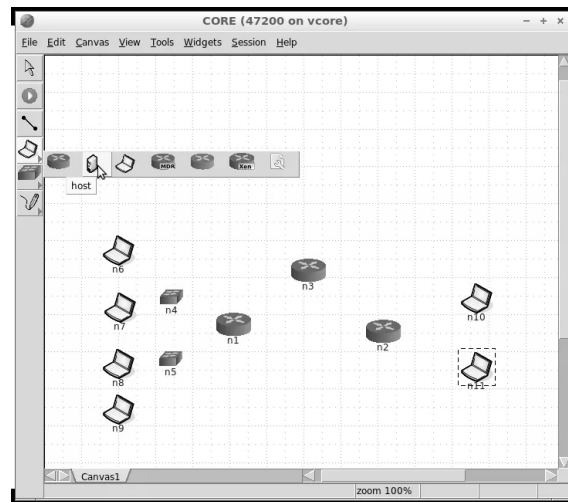 CORE (47200 on vcore)
File Edit Canvas View Tools Widgets Session Help
MDR Xen
host
n6
n3
n7
n4
n10
n1
n2
n8
n5
n11
n9
Canvas1
zoom 100%